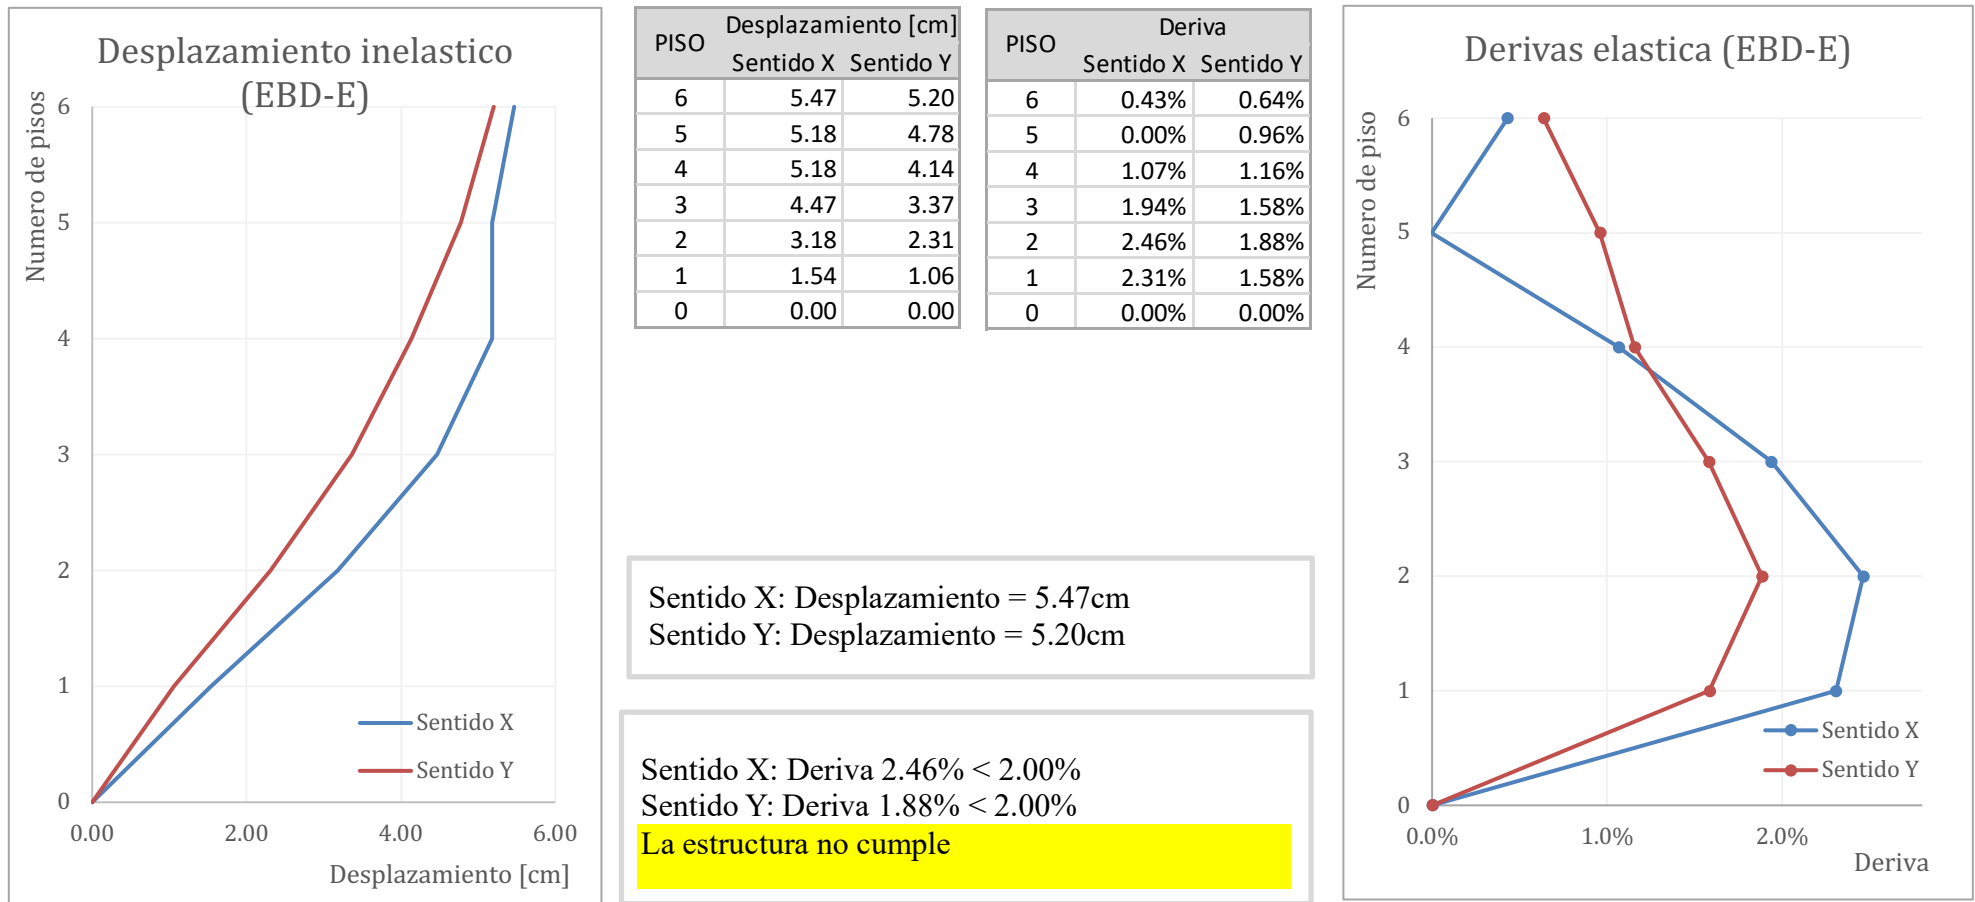 Desplazamiento inelastico
(EBD-E)
Numero de pisos
6
5
4
3
2
1
0
0.00 2.00 4.00 6.00
Desplazamiento [cm]
Sentido X
Sentido Y
PISO Desplazamiento [cm]
Sentido X Sentido Y
6 5.47 5.20
5 5.18 4.78
4 5.18 4.14
3 4.47 3.37
2 3.18 2.31
1 1.54 1.06
0 0.00 0.00
PISO Deriva
Sentido X Sentido Y
6 0.43% 0.64%
5 0.00% 0.96%
4 1.07% 1.16%
3 1.94% 1.58%
2 2.46% 1.88%
1 2.31% 1.58%
0 0.00% 0.00%
Sentido X: Desplazamiento = 5.47cm
Sentido Y: Desplazamiento = 5.20cm
Sentido X: Deriva 2.46% < 2.00%
Sentido Y: Deriva 1.88% < 2.00%
La estructura no cumple
Derivas elastica (EBD-E)
Numero de piso
6
5
4
3
2
1
0
0.0% 1.0% 2.0%
Deriva
Sentido X
Sentido Y